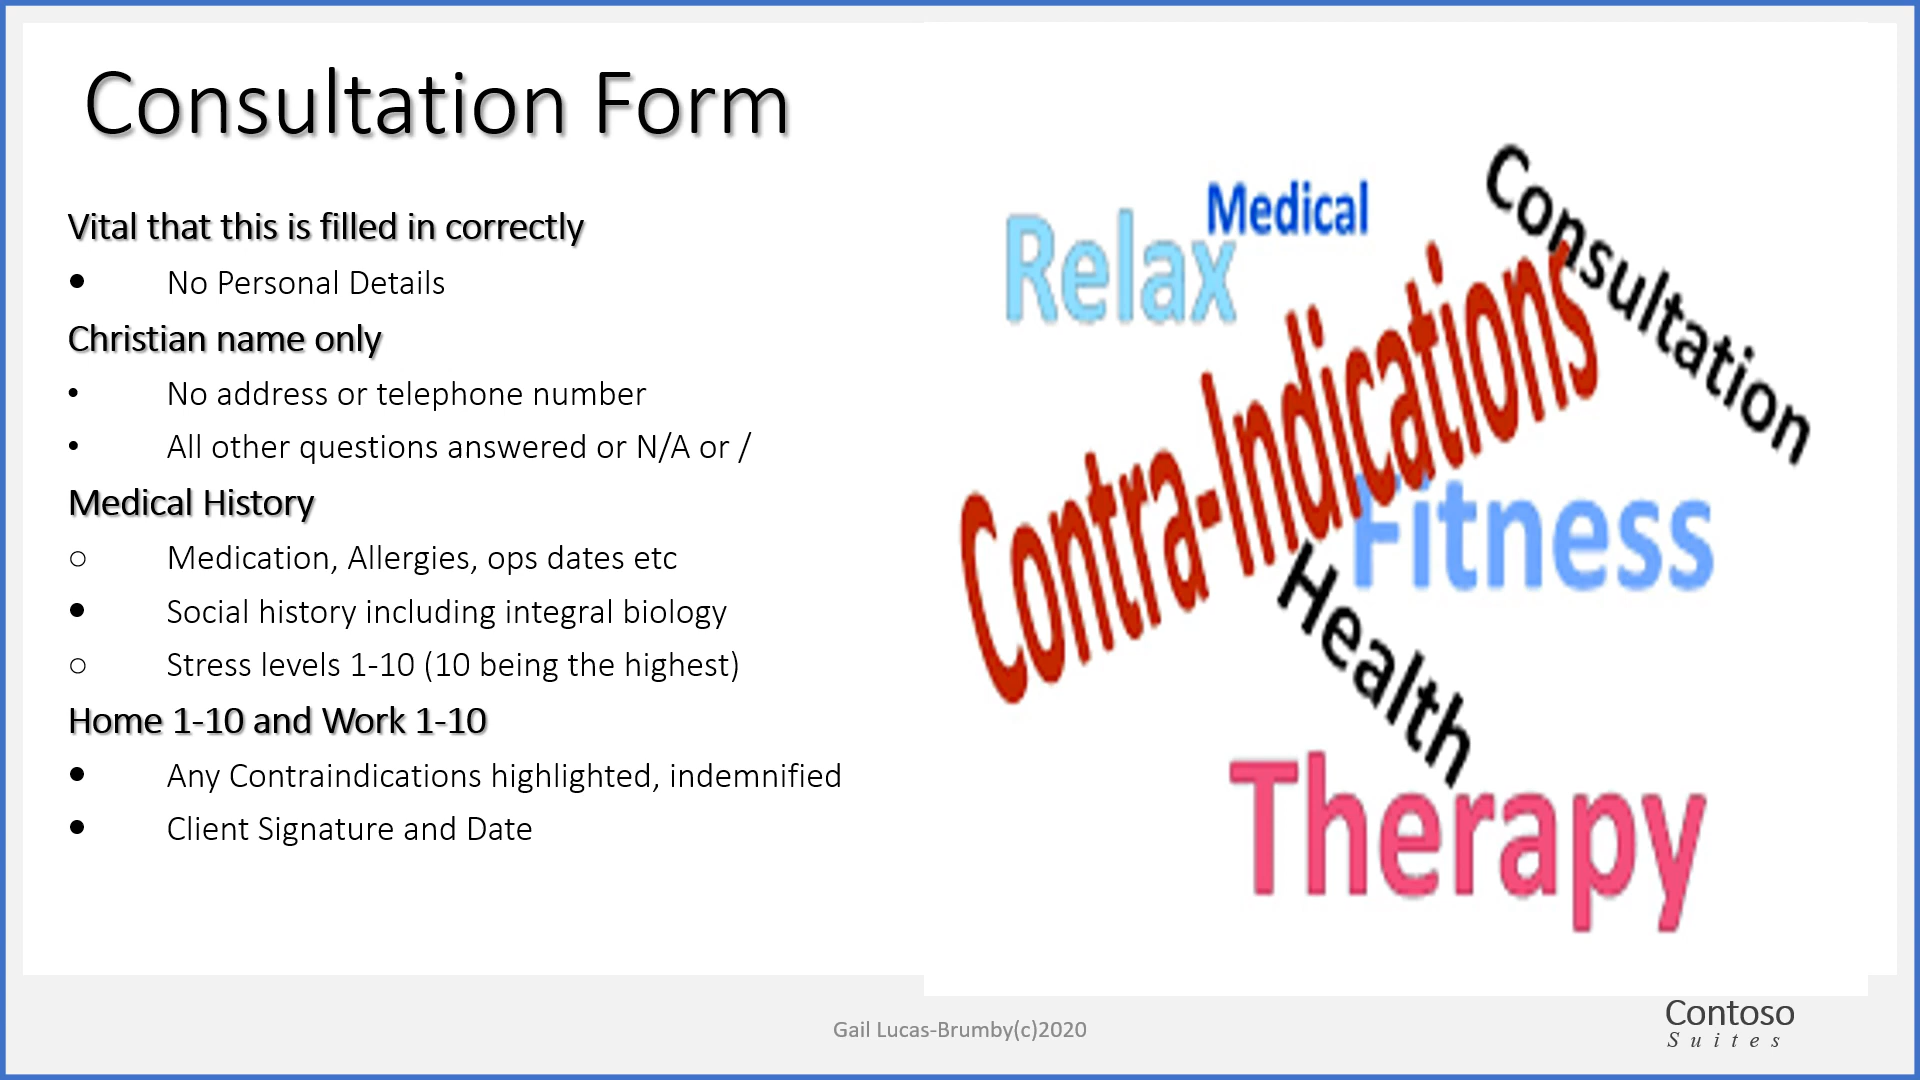 Consultation Form
Vital that this is filled in correctly
● No Personal Details
Christian name only
• No address or telephone number
• All other questions answered or N/A or /
Medical History
○ Medication, Allergies, ops dates etc
● Social history including integral biology
○ Stress levels 1-10 (10 being the highest)
Home 1-10 and Work 1-10
● Any Contraindications highlighted, indemnified
● Client Signature and Date
Relax
Medical
Consultation
Contra-Indications
Fitness
Health
Therapy
Gail Lucas-Brumby(c)2020
Contoso
Suites